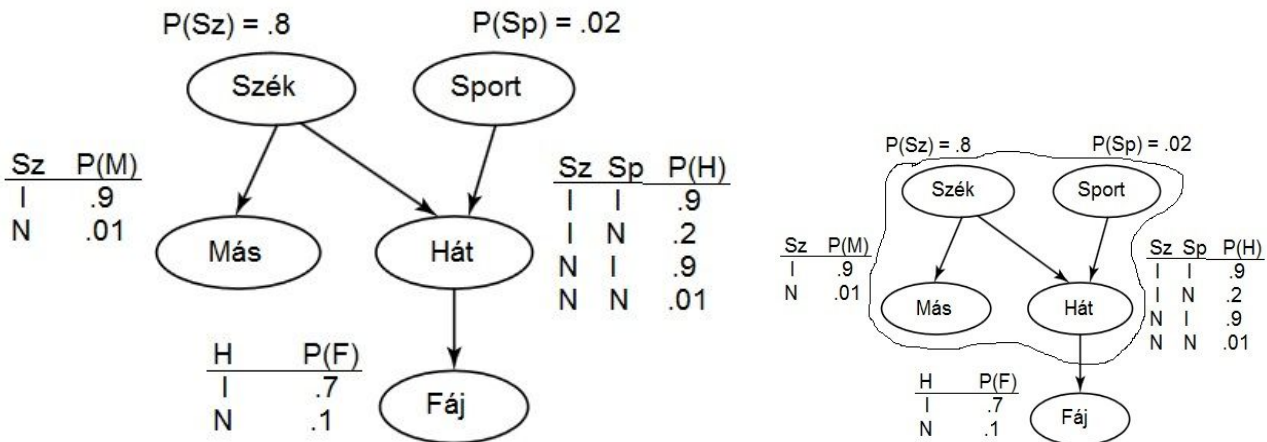 P(Sz) = .8
P(Sp) = .02
Szék
Sport
Sz P(M)
I .9
N .01
Más
Hát
Sz Sp P(H)
I I .9
I N .2
N I .9
N N .01
H P(F)
I .7
N .1
Fáj
P(Sz) = .8
P(Sp) = .02
Szék
Sport
Sz P(M)
I .9
N .01
Más
Hát
Sz Sp P(H)
I I .9
I N .2
N I .9
N N .01
H P(F)
I .7
N .1
Fáj